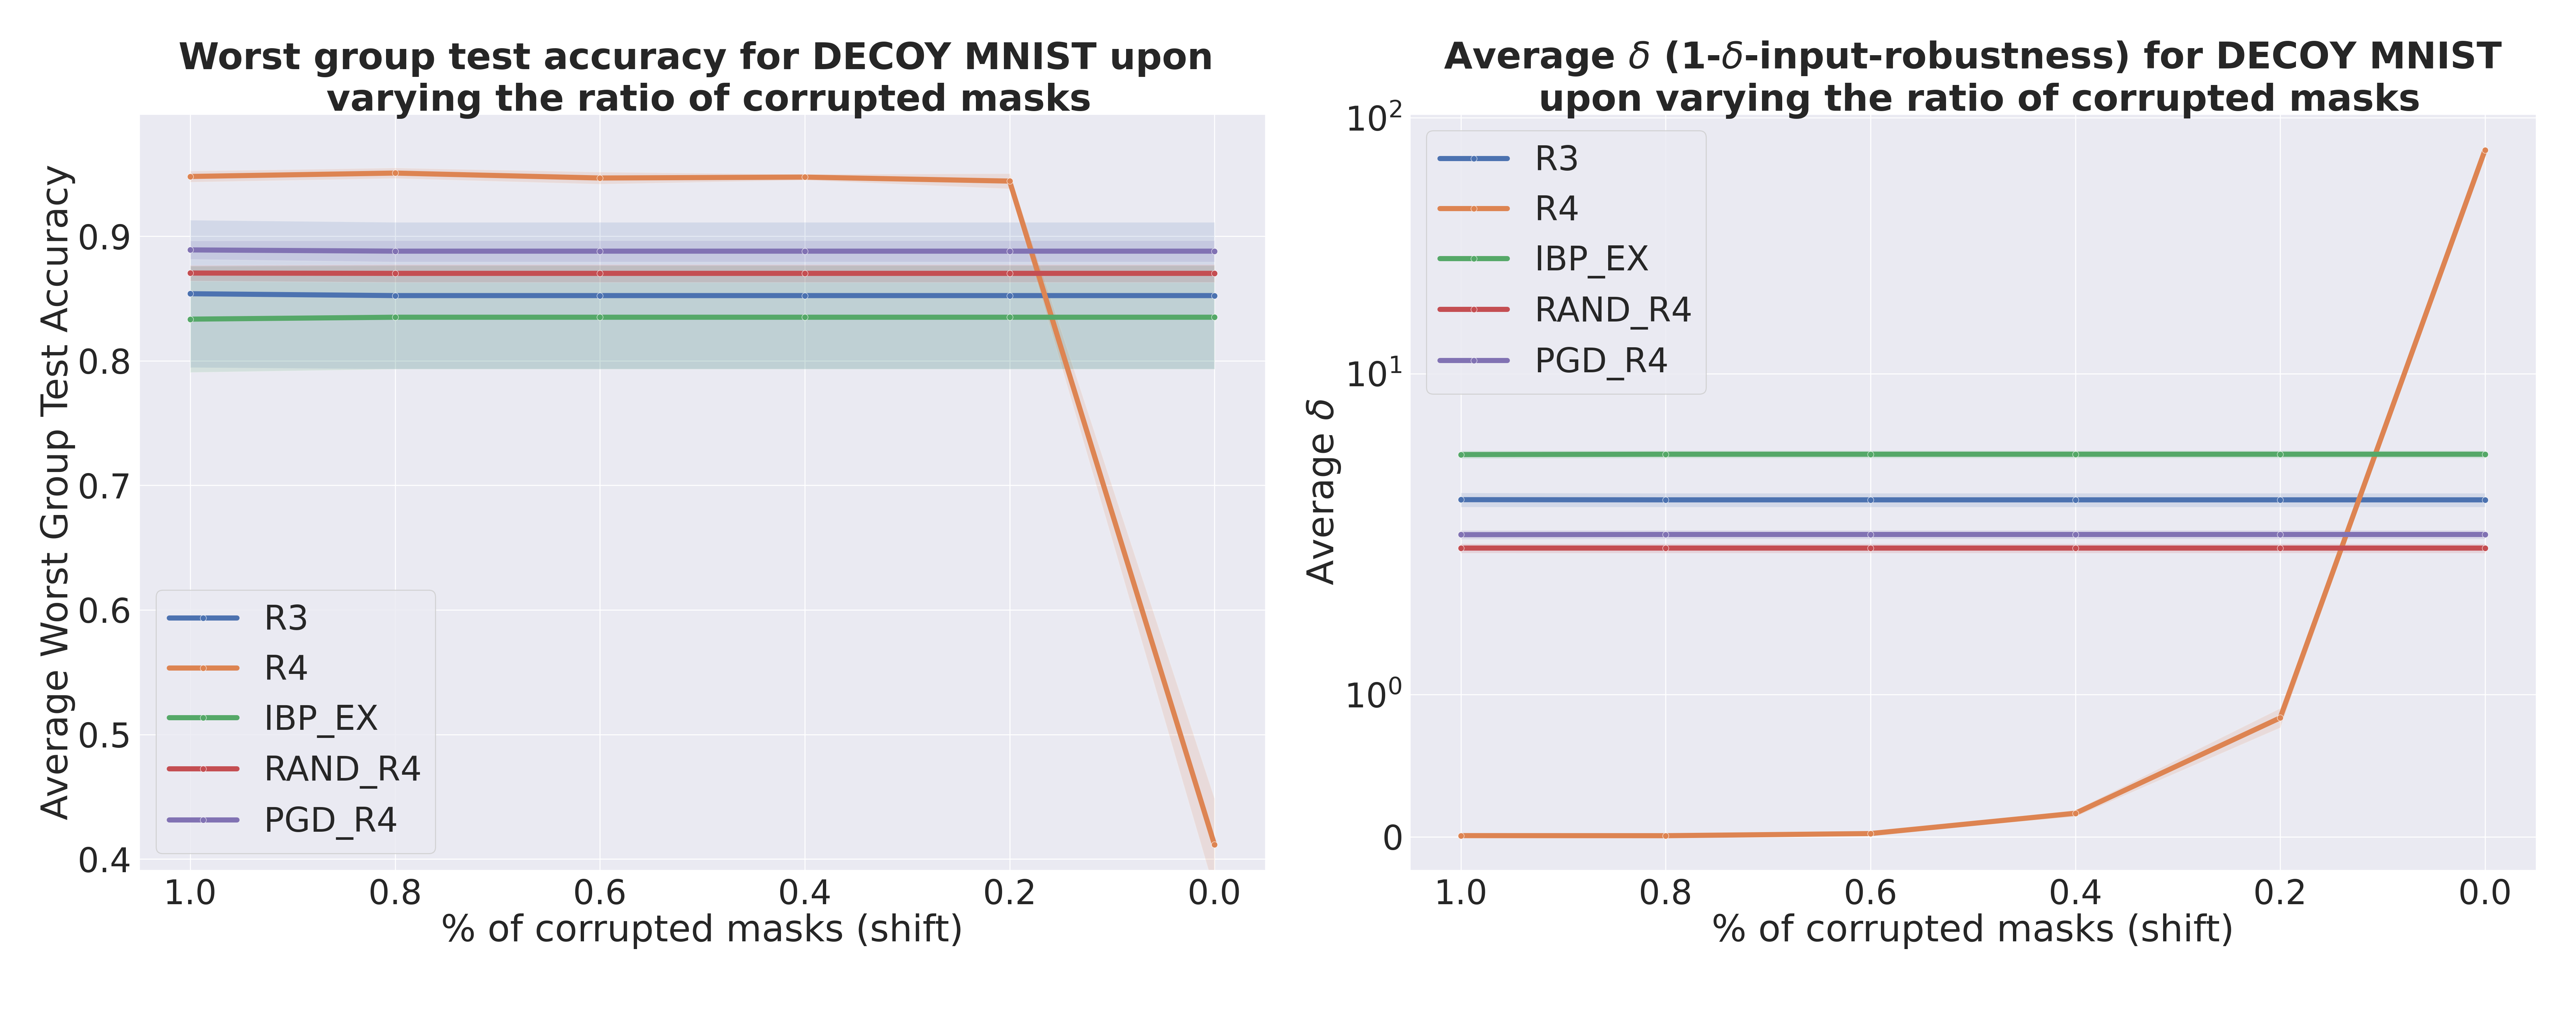 Worst group test accuracy for DECOY MNIST upon
varying the ratio of corrupted masks
Average Worst Group Test Accuracy
0.9
0.8
0.7
0.6
0.5
0.4
R3
R4
IBP_EX
RAND_R4
PGD_R4
1.0 0.8 0.6 0.4 0.2 0.0
% of corrupted masks (shift)
Average δ (1-δ-input-robustness) for DECOY MNIST
upon varying the ratio of corrupted masks
Average δ
10²
10¹
10⁰
0
R3
R4
IBP_EX
RAND_R4
PGD_R4
1.0 0.8 0.6 0.4 0.2 0.0
% of corrupted masks (shift)